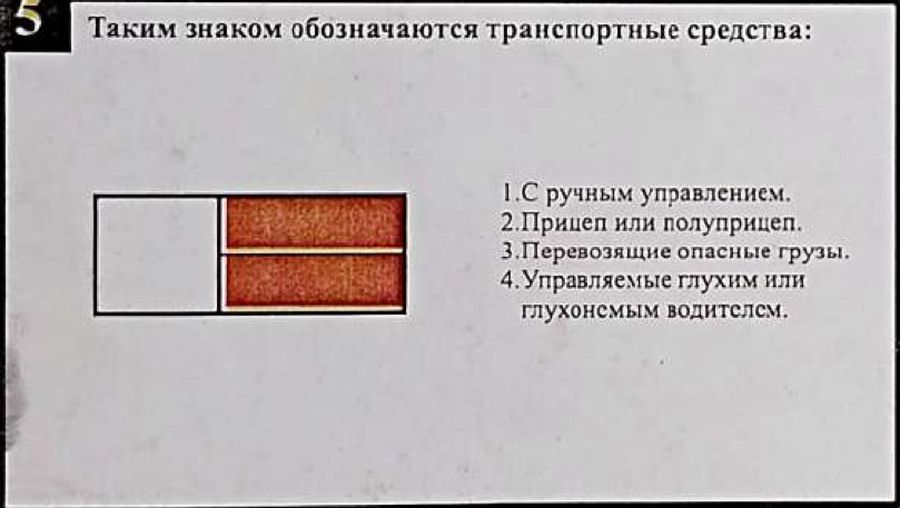 5
Таким знаком обозначаются транспортные средства:
1.С ручным управлением.
2.Прицеп или полуприцеп.
3.Перевозящие опасные грузы.
4.Управляемые глухим или
глухонемым водителем.